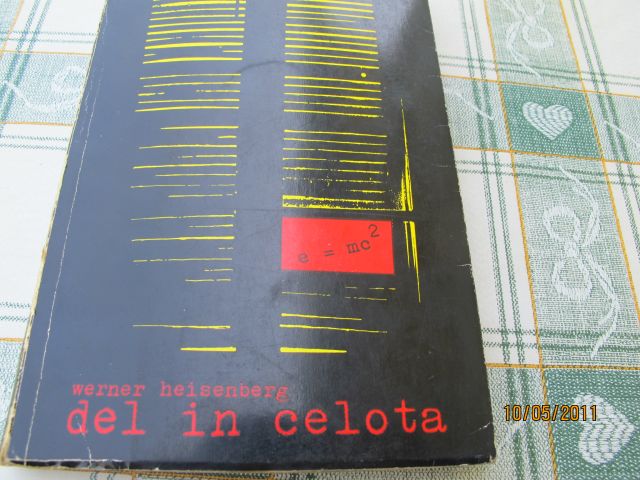 e = mc2
werner heisenberg
del in celota
10/05/2011